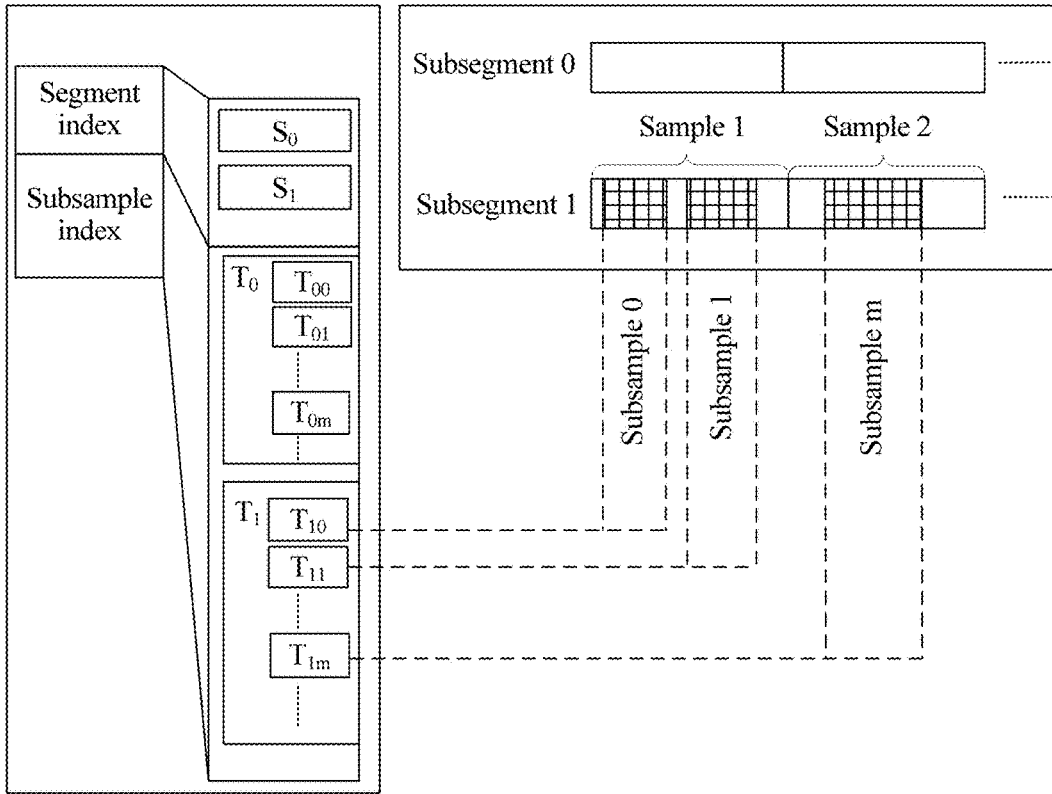 Segment
index
Subsample
index
S₀
S₁
T₀
T₀₀
T₀₁
T₀ₘ
T₁
T₁₀
T₁₁
T₁ₘ
Subsegment 0
Sample 1
Sample 2
Subsegment 1
Subsample 0
Subsample 1
Subsample m